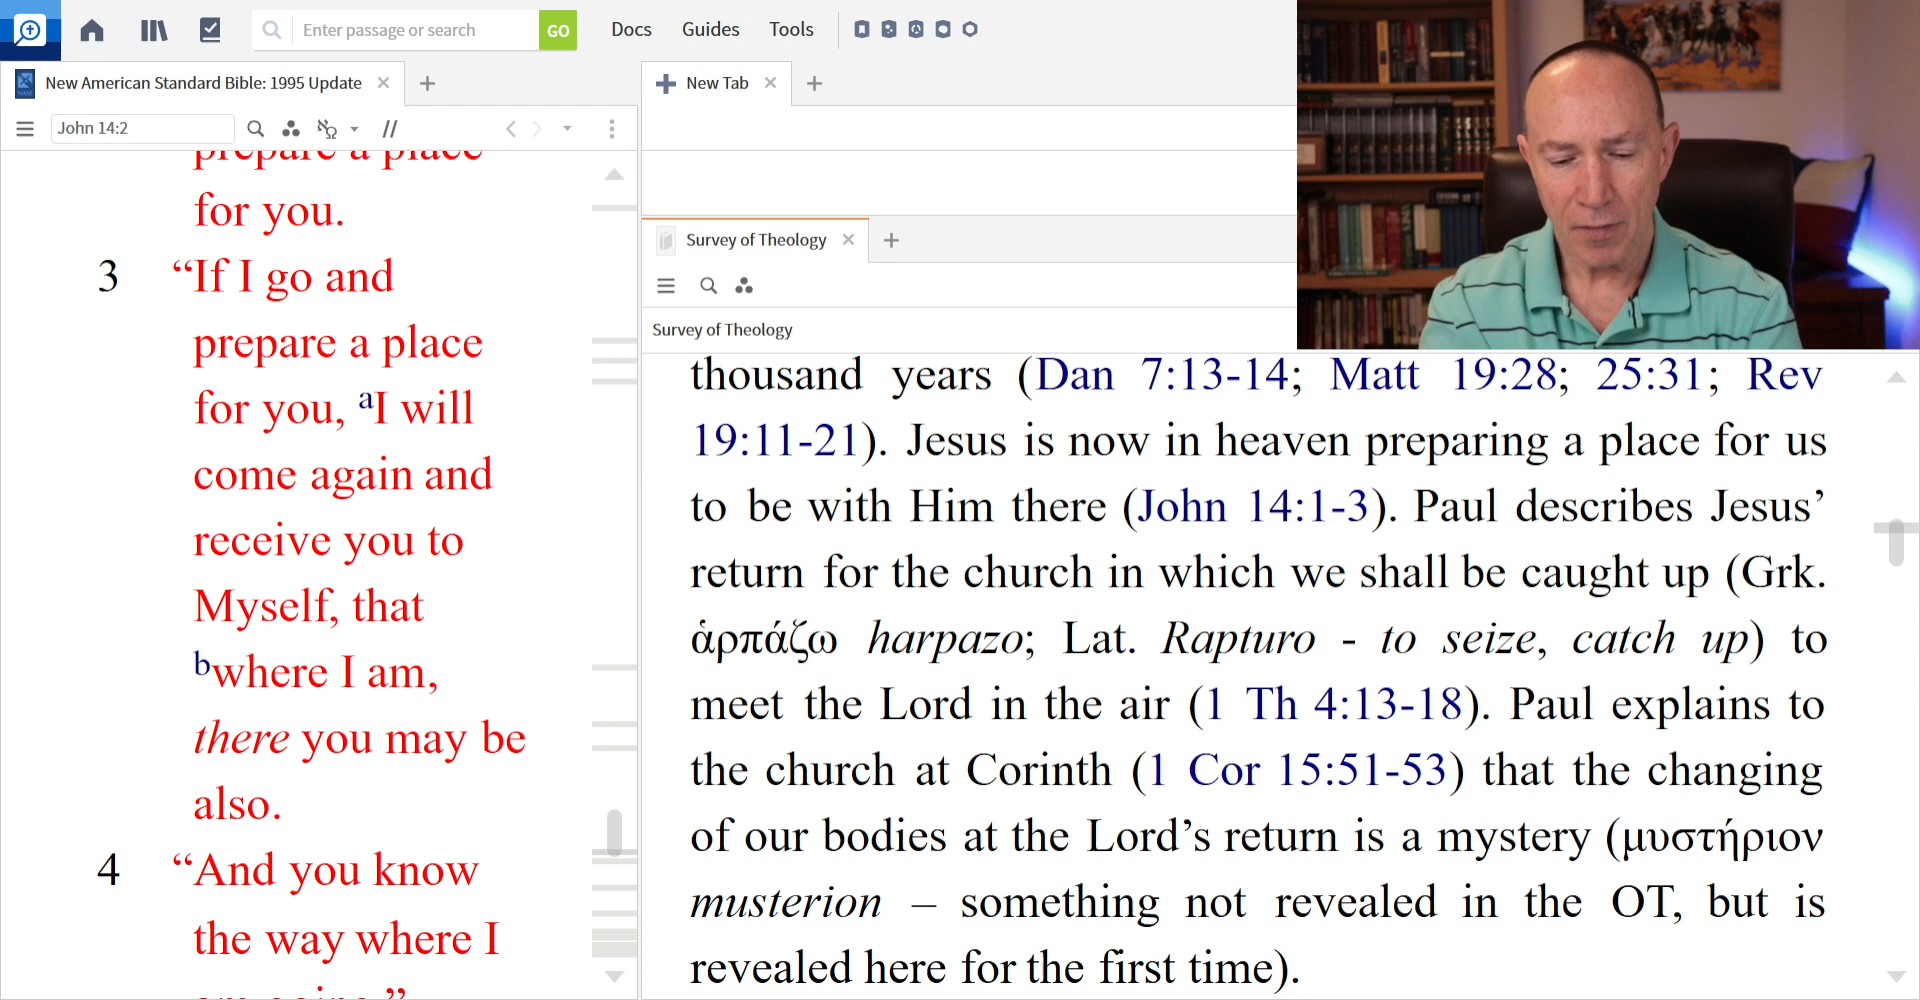 Enter passage or search
GO
Docs
Guides
Tools
New American Standard Bible: 1995 Update
New Tab
John 14:2
prepare a place
for you.
3 “If I go and
prepare a place
for you, aI will
come again and
receive you to
Myself, that
bwhere I am,
there you may be
also.
4 “And you know
the way where I
am going.”
Survey of Theology
Survey of Theology
thousand years (Dan 7:13-14; Matt 19:28; 25:31; Rev
19:11-21). Jesus is now in heaven preparing a place for us
to be with Him there (John 14:1-3). Paul describes Jesus’
return for the church in which we shall be caught up (Grk.
ἁρπάζω harpazo; Lat. Rapturo - to seize, catch up) to
meet the Lord in the air (1 Th 4:13-18). Paul explains to
the church at Corinth (1 Cor 15:51-53) that the changing
of our bodies at the Lord’s return is a mystery (μυστήριον
musterion – something not revealed in the OT, but is
revealed here for the first time).